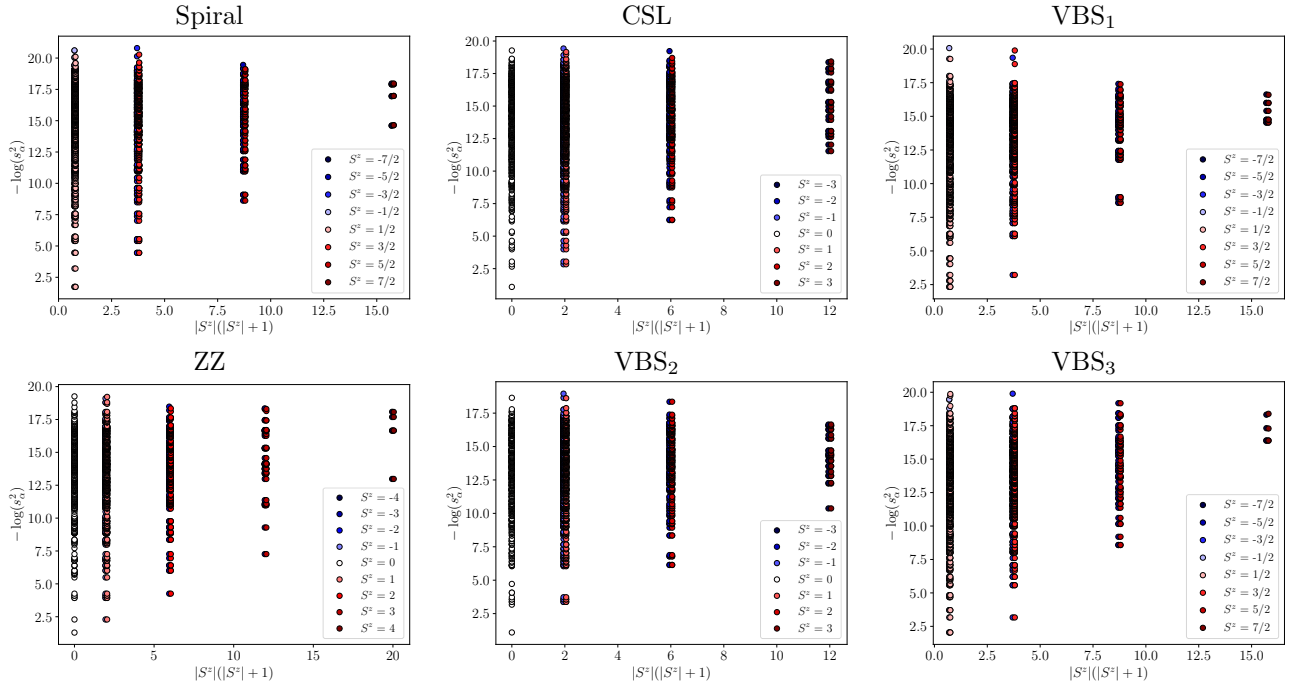 Spiral
20.0
17.5
15.0
12.5
10.0
7.5
5.0
2.5
− log(s²_α)
0.0 2.5 5.0 7.5 10.0 12.5 15.0
|S^z|(|S^z| + 1)
S^z = -7/2
S^z = -5/2
S^z = -3/2
S^z = -1/2
S^z = 1/2
S^z = 3/2
S^z = 5/2
S^z = 7/2
CSL
20.0
17.5
15.0
12.5
10.0
7.5
5.0
2.5
− log(s²_α)
0 2 4 6 8 10 12
|S^z|(|S^z| + 1)
S^z = -3
S^z = -2
S^z = -1
S^z = 0
S^z = 1
S^z = 2
S^z = 3
VBS₁
20.0
17.5
15.0
12.5
10.0
7.5
5.0
2.5
− log(s²_α)
0.0 2.5 5.0 7.5 10.0 12.5 15.0
|S^z|(|S^z| + 1)
S^z = -7/2
S^z = -5/2
S^z = -3/2
S^z = -1/2
S^z = 1/2
S^z = 3/2
S^z = 5/2
S^z = 7/2
ZZ
20.0
17.5
15.0
12.5
10.0
7.5
5.0
2.5
− log(s²_α)
0 5 10 15 20
|S^z|(|S^z| + 1)
S^z = -4
S^z = -3
S^z = -2
S^z = -1
S^z = 0
S^z = 1
S^z = 2
S^z = 3
S^z = 4
VBS₂
17.5
15.0
12.5
10.0
7.5
5.0
2.5
− log(s²_α)
0 2 4 6 8 10 12
|S^z|(|S^z| + 1)
S^z = -3
S^z = -2
S^z = -1
S^z = 0
S^z = 1
S^z = 2
S^z = 3
VBS₃
20.0
17.5
15.0
12.5
10.0
7.5
5.0
2.5
− log(s²_α)
0.0 2.5 5.0 7.5 10.0 12.5 15.0
|S^z|(|S^z| + 1)
S^z = -7/2
S^z = -5/2
S^z = -3/2
S^z = -1/2
S^z = 1/2
S^z = 3/2
S^z = 5/2
S^z = 7/2